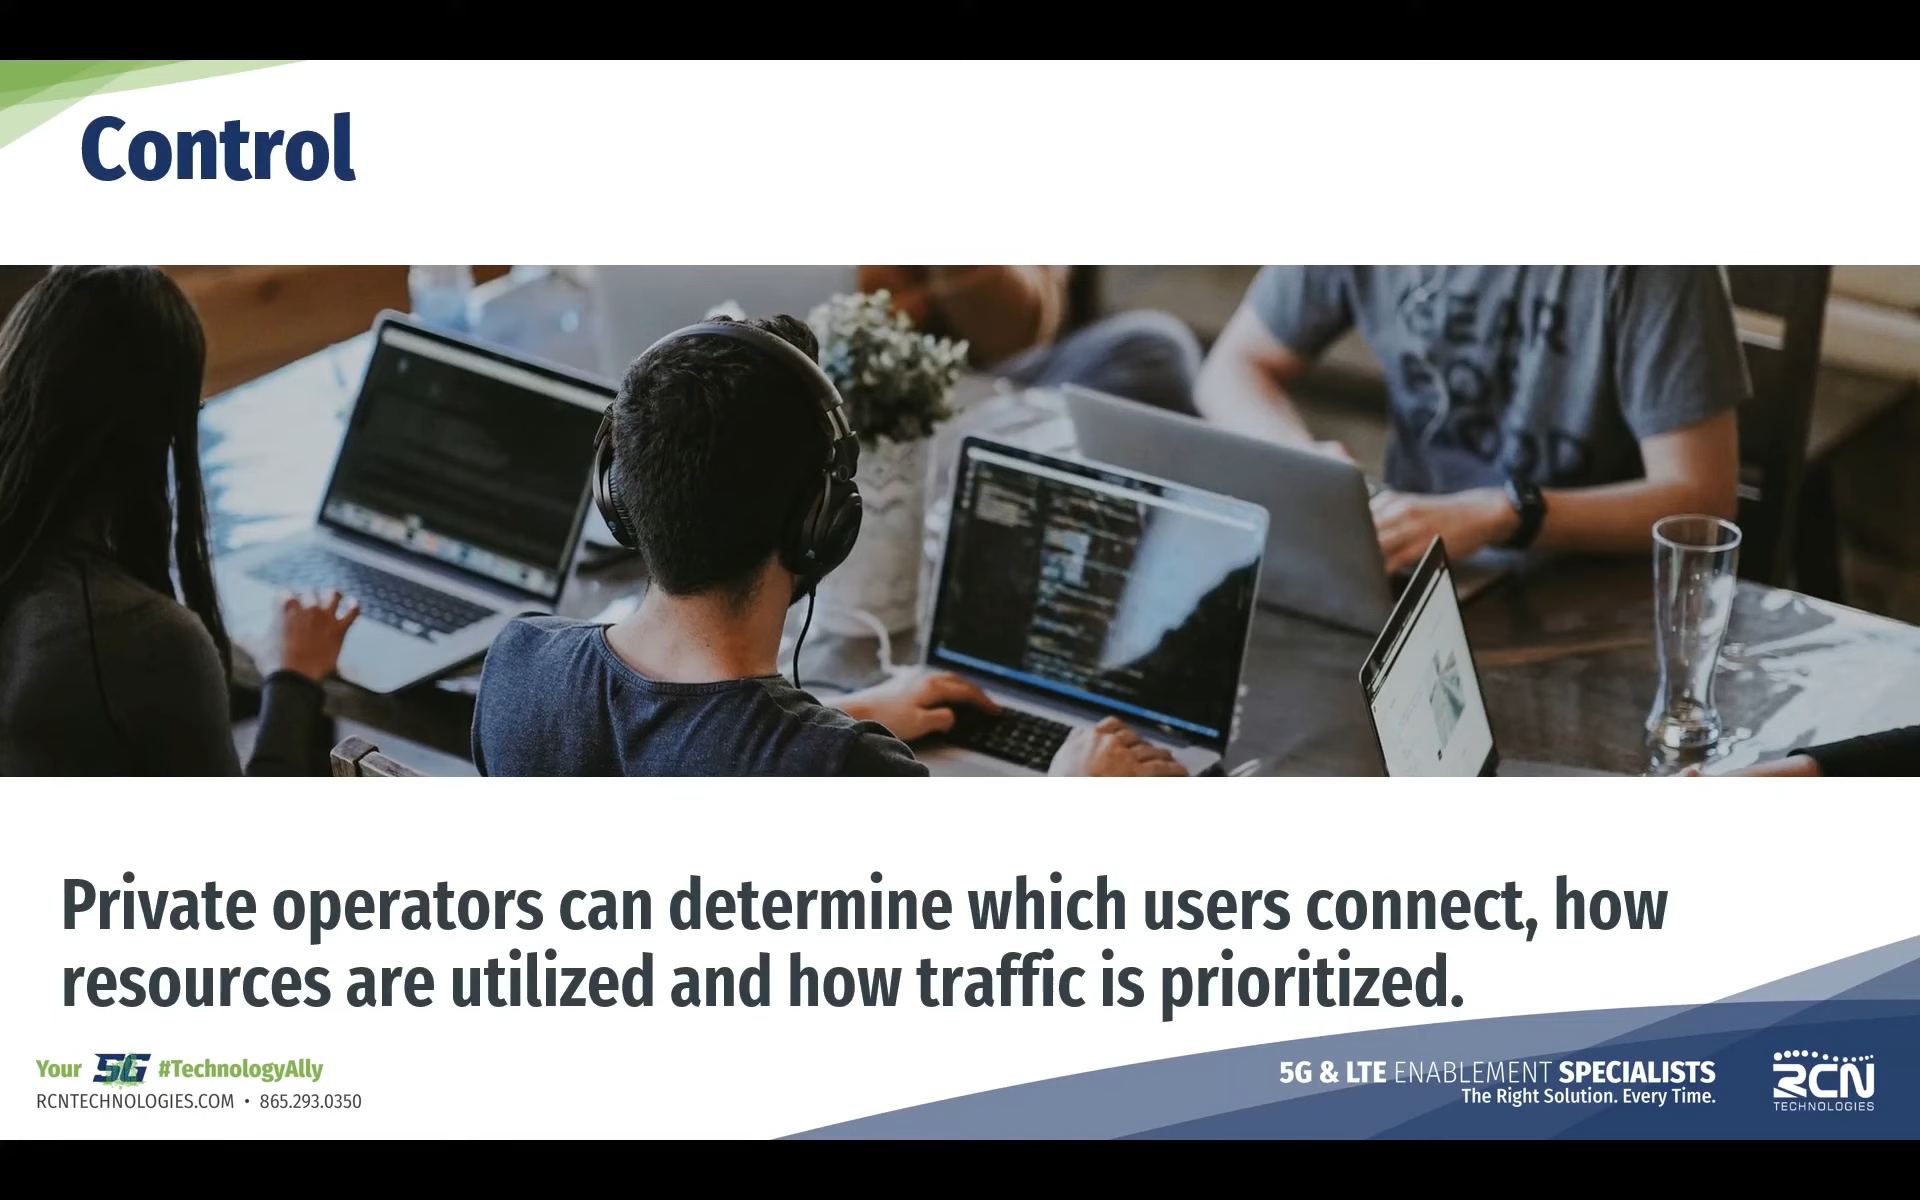 Control
Private operators can determine which users connect, how
resources are utilized and how traffic is prioritized.
Your 5G #TechnologyAlly
RCNTECHNOLOGIES.COM • 865.293.0350
5G & LTE ENABLEMENT SPECIALISTS
The Right Solution. Every Time.
RCN
TECHNOLOGIES